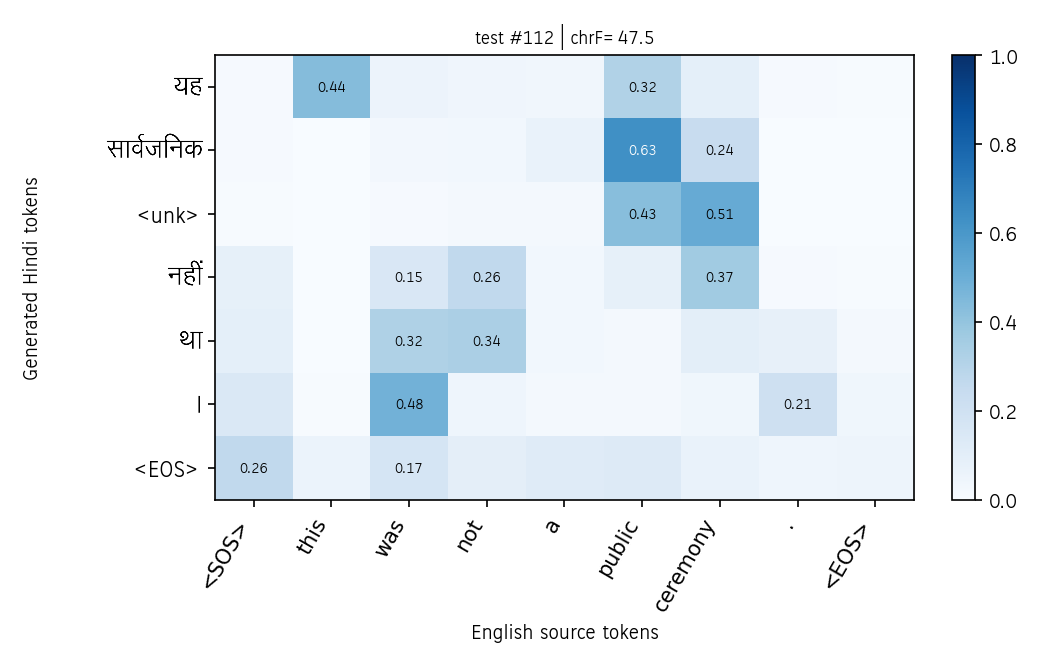 test #112 | chrF= 47.5
यह 0.44 0.32
सार्वजनिक 0.63 0.24
<unk> 0.43 0.51
नहीं 0.15 0.26 0.37
था 0.32 0.34
। 0.48 0.21
<EOS> 0.26 0.17
<SOS> this was not a public ceremony . <EOS>
English source tokens
Generated Hindi tokens
1.0
0.8
0.6
0.4
0.2
0.0